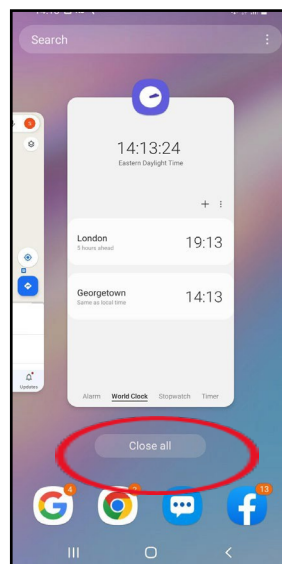 Search
14:13:24
Eastern Daylight Time
London
5 hours ahead
19:13
Georgetown
Same as local time
14:13
Updates
Alarm World Clock Stopwatch Timer
Close all
4
13